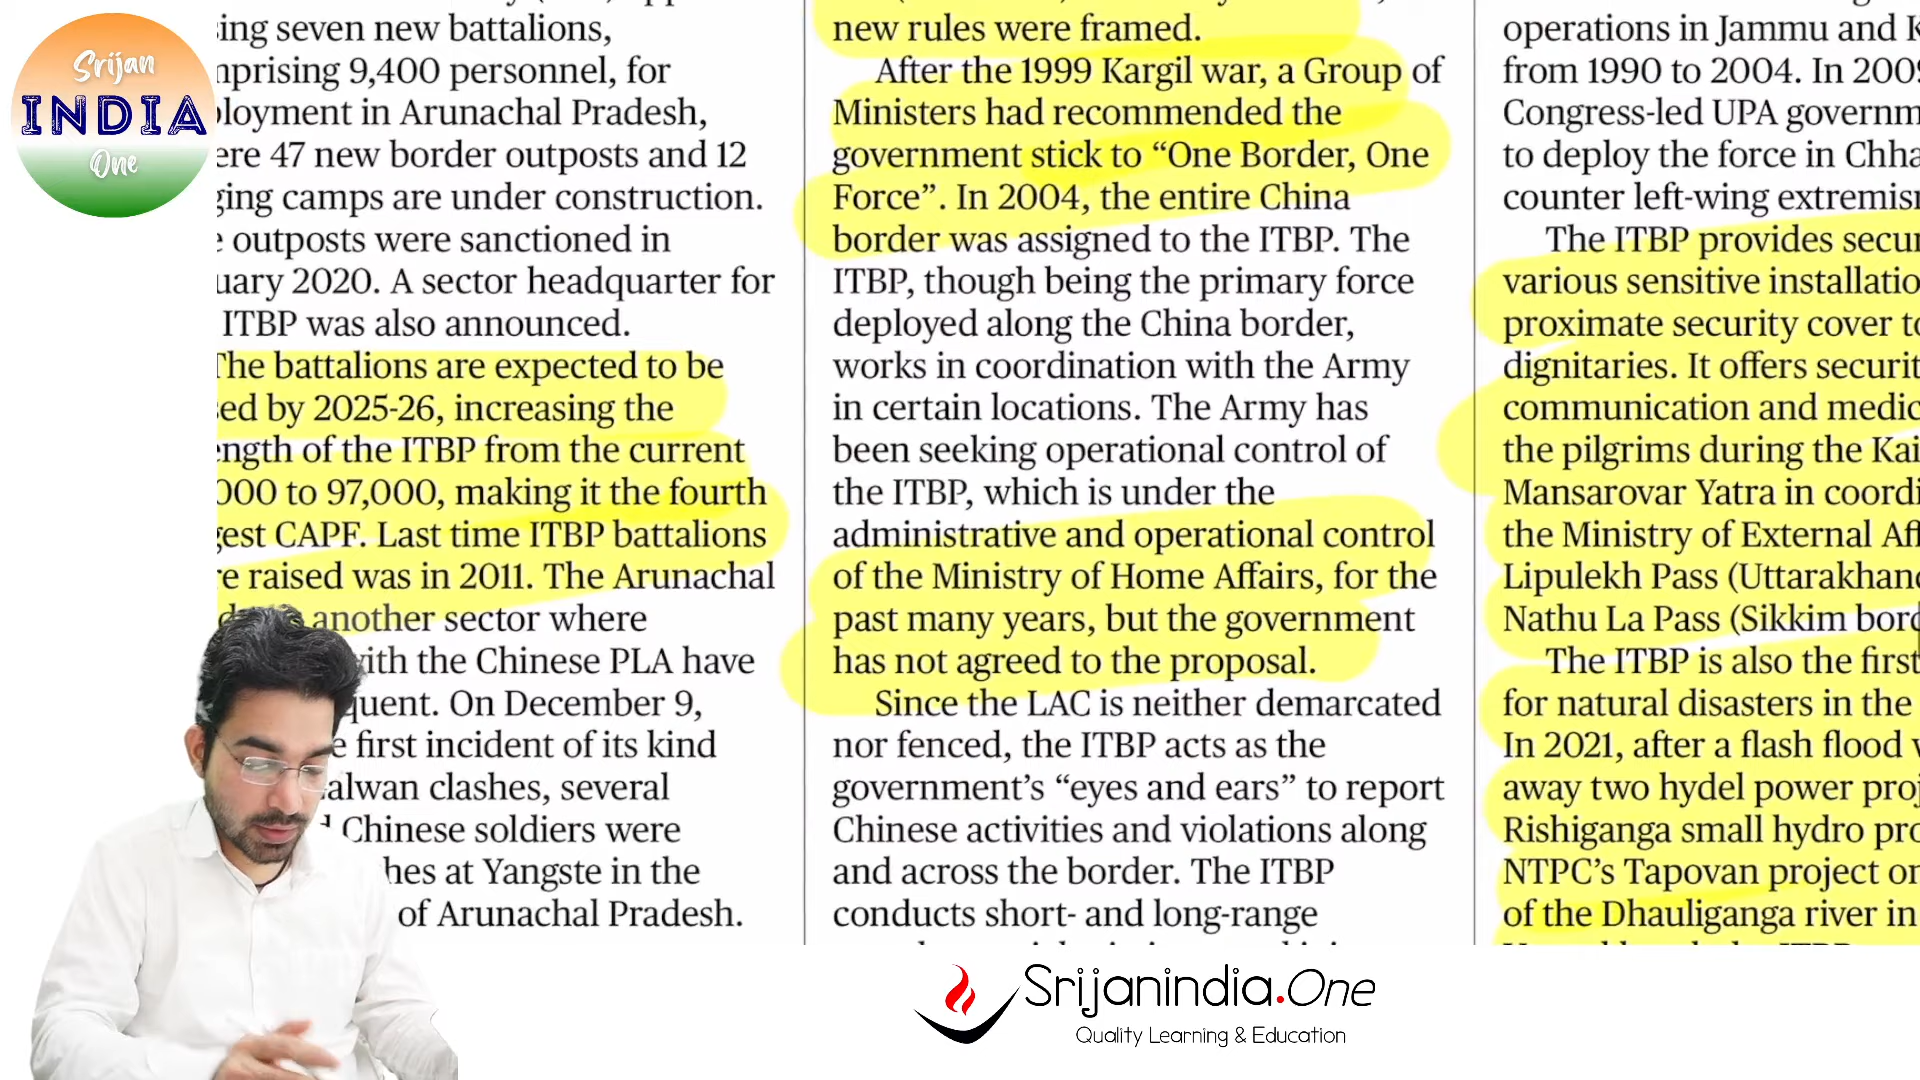 Srijan
INDIA
One
sing seven new battalions,
mprising 9,400 personnel, for
ployment in Arunachal Pradesh,
ere 47 new border outposts and 12
ging camps are under construction.
e outposts were sanctioned in
uary 2020. A sector headquarter for
ITBP was also announced.
The battalions are expected to be
sed by 2025-26, increasing the
ength of the ITBP from the current
000 to 97,000, making it the fourth
gest CAPF. Last time ITBP battalions
re raised was in 2011. The Arunachal
another sector where
with the Chinese PLA have
quent. On December 9,
e first incident of its kind
alwan clashes, several
Chinese soldiers were
hes at Yangste in the
of Arunachal Pradesh.
new rules were framed.
After the 1999 Kargil war, a Group of
Ministers had recommended the
government stick to “One Border, One
Force”. In 2004, the entire China
border was assigned to the ITBP. The
ITBP, though being the primary force
deployed along the China border,
works in coordination with the Army
in certain locations. The Army has
been seeking operational control of
the ITBP, which is under the
administrative and operational control
of the Ministry of Home Affairs, for the
past many years, but the government
has not agreed to the proposal.
Since the LAC is neither demarcated
nor fenced, the ITBP acts as the
government’s “eyes and ears” to report
Chinese activities and violations along
and across the border. The ITBP
conducts short- and long-range
operations in Jammu and K
from 1990 to 2004. In 2009
Congress-led UPA governm
to deploy the force in Chha
counter left-wing extremis
The ITBP provides secur
various sensitive installatio
proximate security cover to
dignitaries. It offers securit
communication and medic
the pilgrims during the Kai
Mansarovar Yatra in coordi
the Ministry of External Aff
Lipulekh Pass (Uttarakhand
Nathu La Pass (Sikkim bord
The ITBP is also the first
for natural disasters in the
In 2021, after a flash flood w
away two hydel power proj
Rishiganga small hydro pro
NTPC’s Tapovan project on
of the Dhauliganga river in
Srijanindia.One
Quality Learning & Education